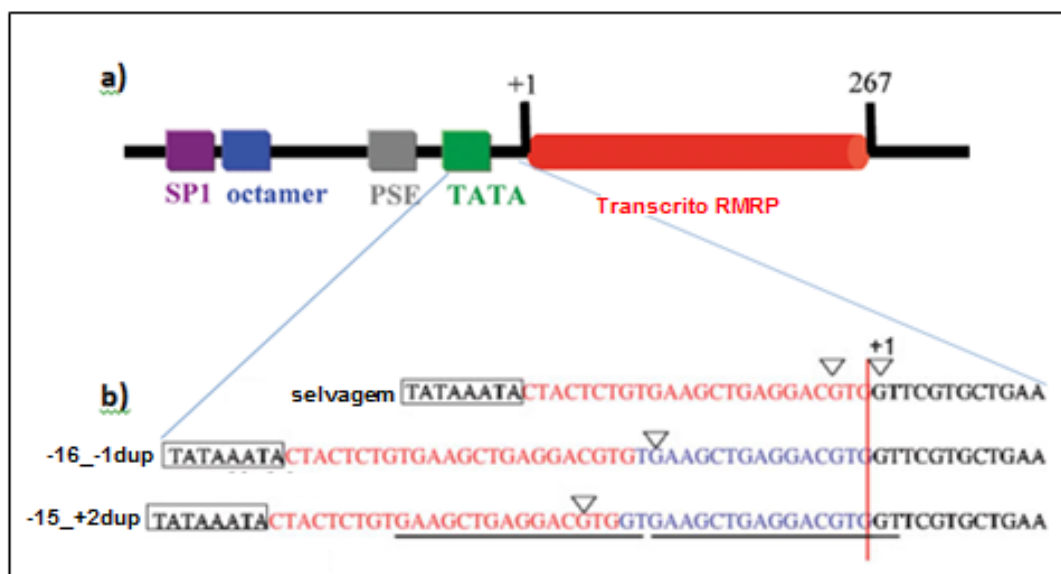 a)
+1 267
SP1 octamer PSE TATA
Transcrito RMRP
+1
b)
selvagem TATAAATACTACTCTGTGAAGCTGAGGACGTGGTTCGTGCTGAA
-16_-1dup TATAAATACTACTCTGTGAAGCTGAGGACGTGTGAAGCTGAGGACGTGGTTCGTGCTGAA
-15_+2dup TATAAATACTACTCTGTGAAGCTGAGGACGTGGTGAAGCTGAGGACGTGGTTCGTGCTGAA